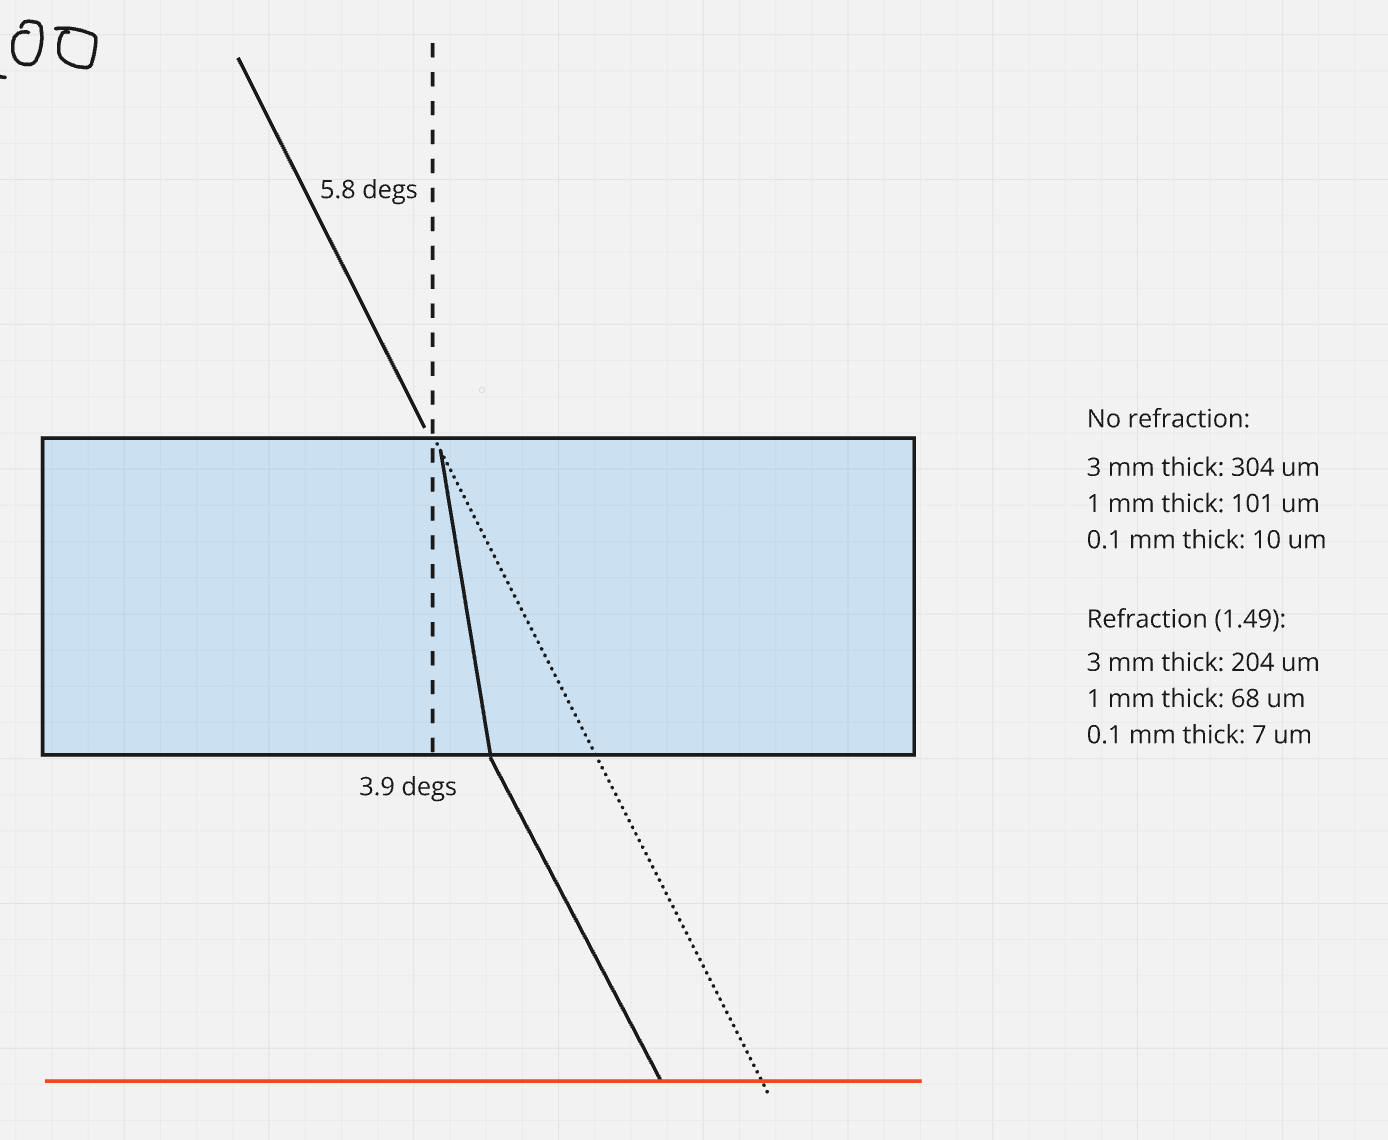 5.8 degs
No refraction:
3 mm thick: 304 um
1 mm thick: 101 um
0.1 mm thick: 10 um
Refraction (1.49):
3 mm thick: 204 um
1 mm thick: 68 um
0.1 mm thick: 7 um
3.9 degs